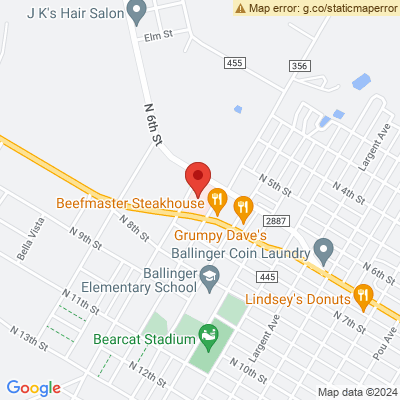 Map error: g.co/staticmaperror
J K's Hair Salon
Elm St
455
356
N 6th St
Largent Ave
N 5th St
N 4th St
Beefmaster Steakhouse
2887
Grumpy Dave's
Bella Vista
N 8th St
N 9th St
Ballinger Coin Laundry
Ballinger
Elementary School
445
N 6th St
N 11th St
Lindsey's Donuts
N 7th St
Bearcat Stadium
Largent Ave
Pou Ave
N 13th St
N 10th St
N 12th St
Google
Map data ©2024